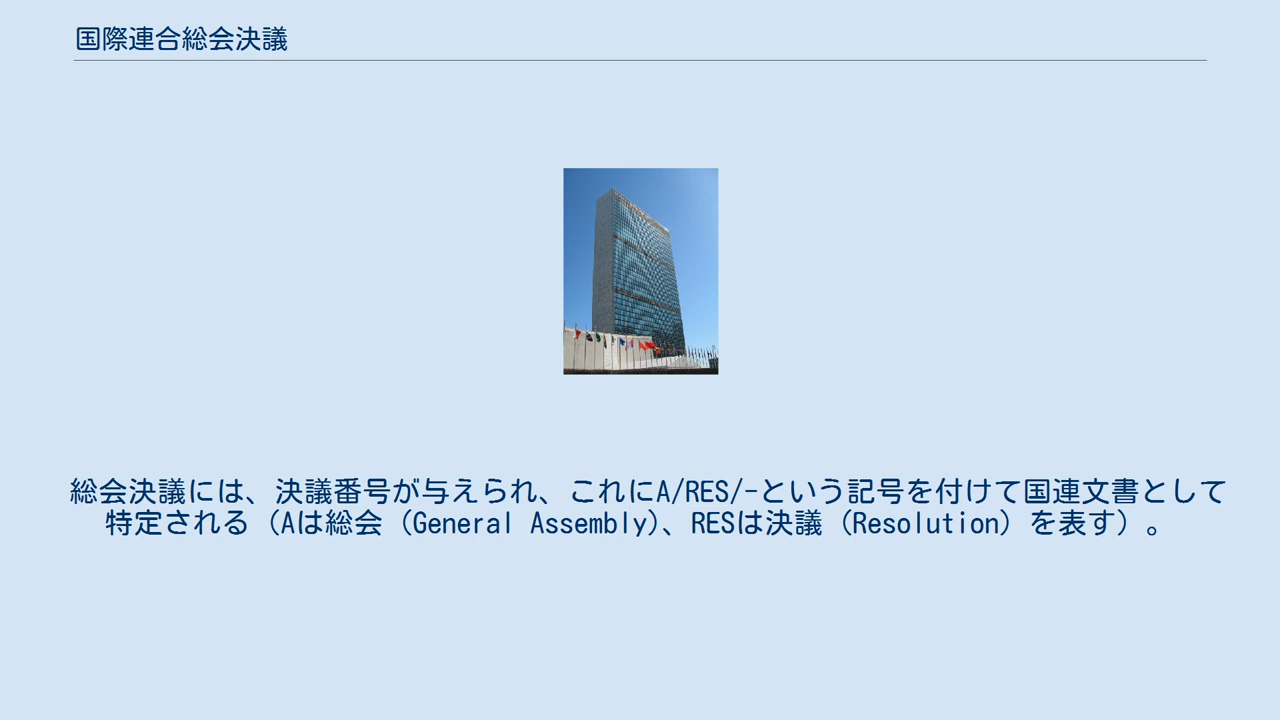 国際連合総会決議
総会決議には、決議番号が与えられ、これにA/RES/-という記号を付けて国連文書として
特定される（Aは総会（General Assembly)、RESは決議（Resolution）を表す）。